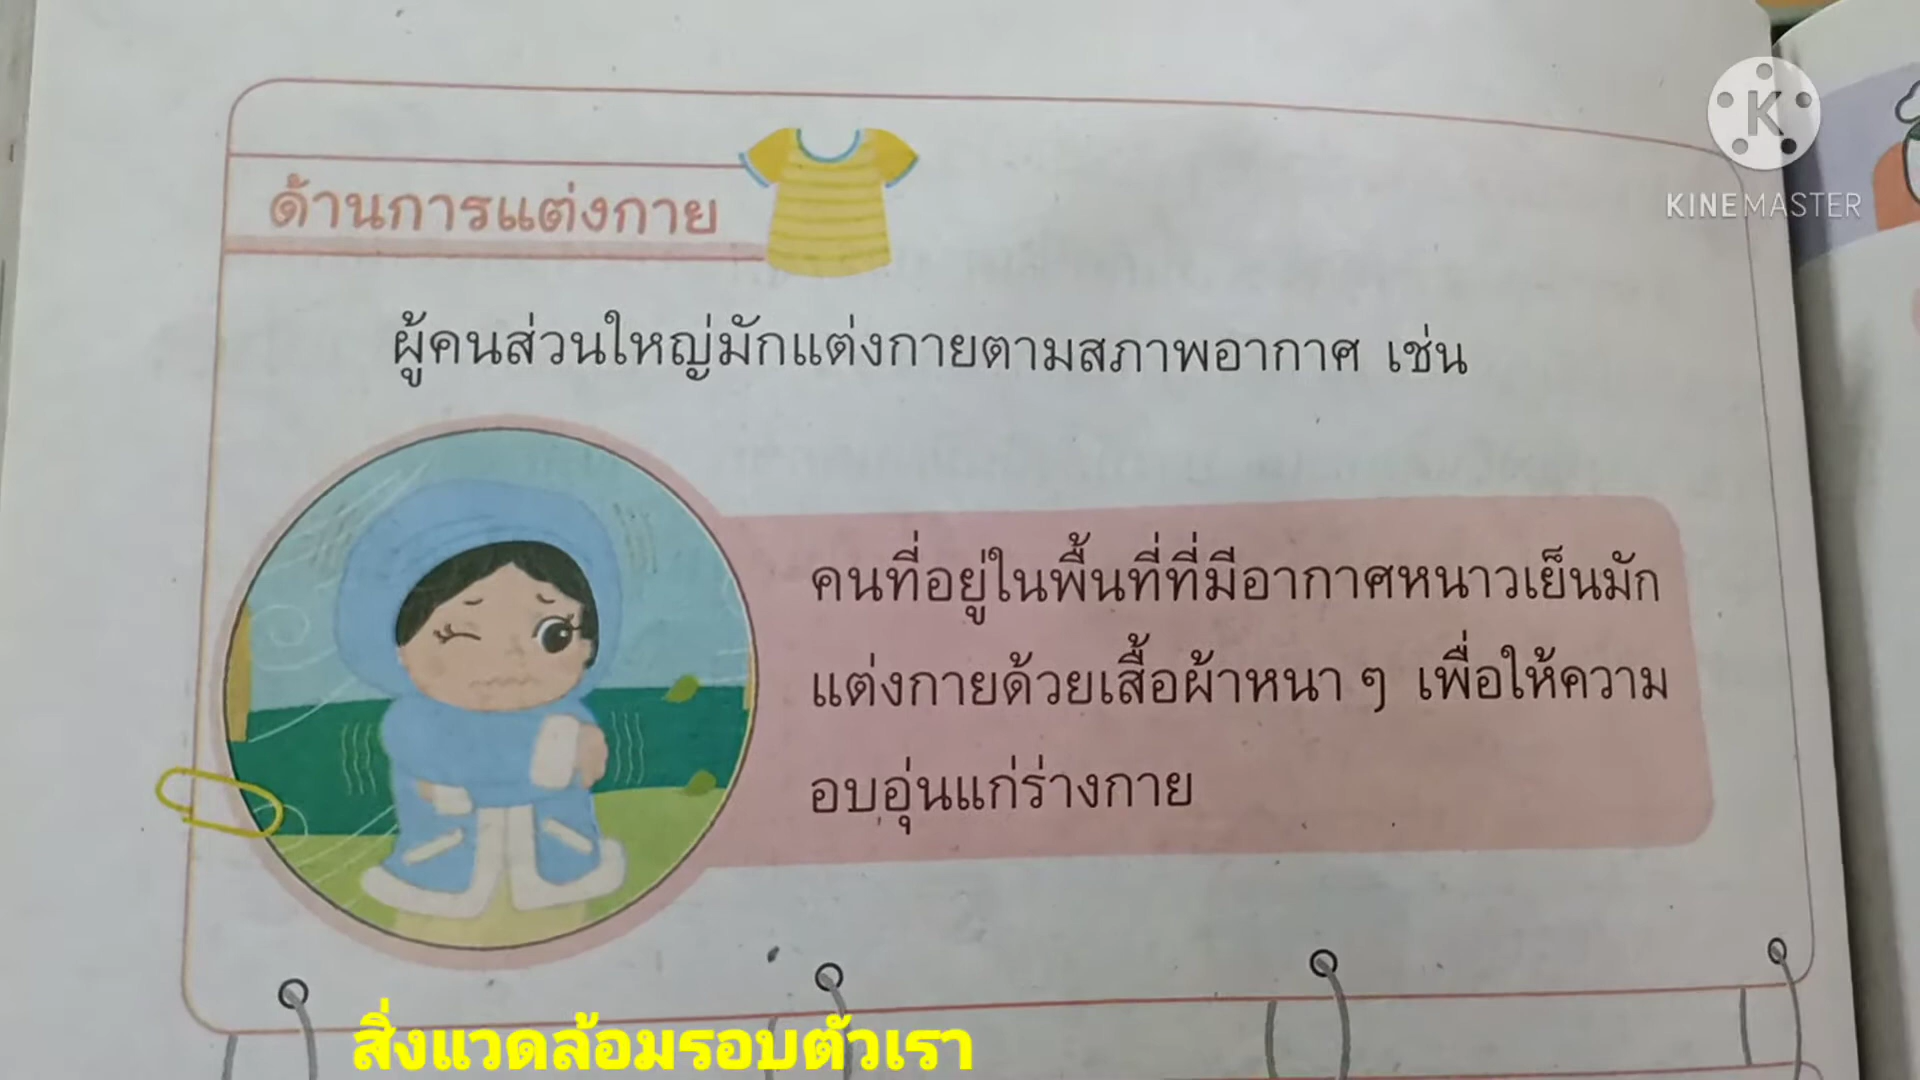 KINEMASTER
ด้านการแต่งกาย
ผู้คนส่วนใหญ่มักแต่งกายตามสภาพอากาศ เช่น
คนที่อยู่ในพื้นที่ที่มีอากาศหนาวเย็นมัก
แต่งกายด้วยเสื้อผ้าหนา ๆ เพื่อให้ความ
อบอุ่นแก่ร่างกาย
สิ่งแวดล้อมรอบตัวเรา